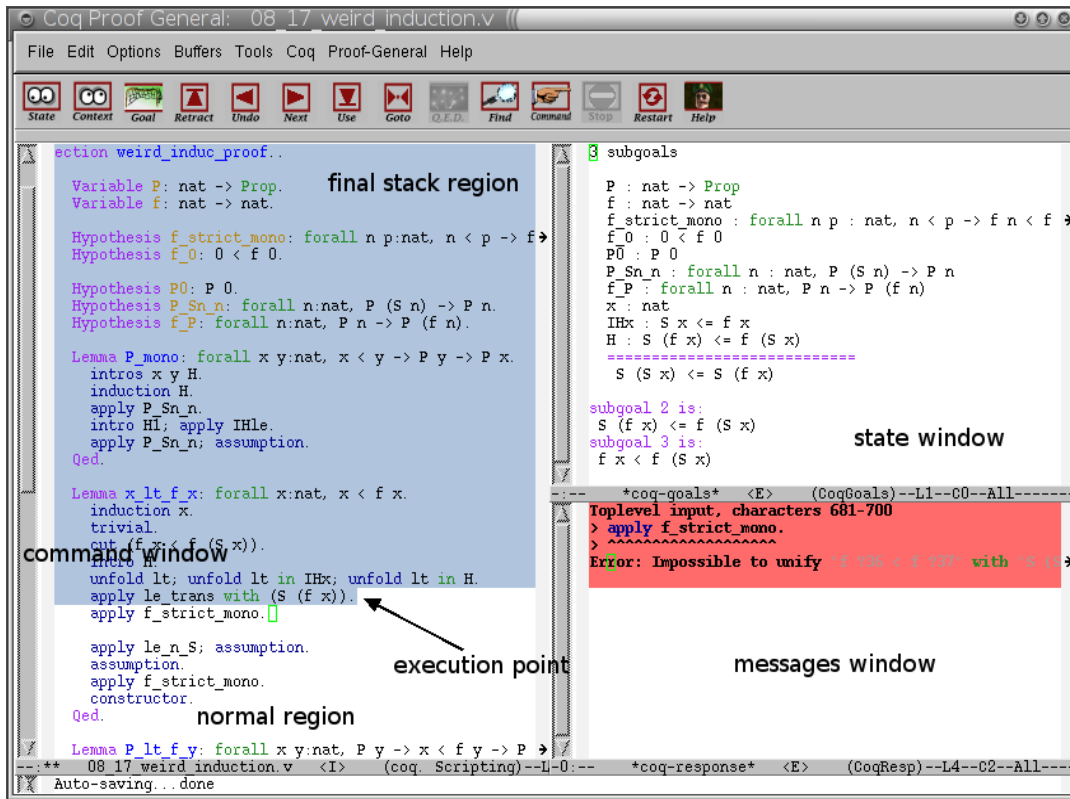 Coq Proof General: 08_17_weird_induction.v
File Edit Options Buffers Tools Coq Proof-General Help
State Context Goal Retract Undo Next Use Goto Q.E.D. Find Command Stop Restart Help
ection weird_induc_proof..
final stack region
Variable P: nat -> Prop.
Variable f: nat -> nat.
Hypothesis f_strict_mono: forall n p:nat, n < p -> f
Hypothesis f_0: 0 < f 0.
Hypothesis P0: P 0.
Hypothesis P_Sn_n: forall n:nat, P (S n) -> P n.
Hypothesis f_P: forall n:nat, P n -> P (f n).
Lemma P_mono: forall x y:nat, x < y -> P y -> P x.
intros x y H.
induction H.
apply P_Sn_n.
intro H1; apply IHle.
apply P_Sn_n; assumption.
Qed.
Lemma x_lt_f_x: forall x:nat, x < f x.
induction x.
trivial.
cut (f x < f (S x)).
command window
intro H.
unfold lt; unfold lt in IHx; unfold lt in H.
apply le_trans with (S (f x)).
apply f_strict_mono.
apply le_n_S; assumption.
execution point
assumption.
apply f_strict_mono.
constructor.
Qed.
normal region
Lemma P_lt_f_y: forall x y:nat, P y -> x < f y -> P
--:** 08_17_weird_induction.v <I> (coq. Scripting)--L-
Auto-saving...done
3 subgoals
P : nat -> Prop
f : nat -> nat
f_strict_mono : forall n p : nat, n < p -> f n < f
f_0 : 0 < f 0
P0 : P 0
P_Sn_n : forall n : nat, P (S n) -> P n
f_P : forall n : nat, P n -> P (f n)
x : nat
IHx : S x <= f x
H : S (f x) <= f (S x)
============================
S (S x) <= S (f x)
subgoal 2 is:
S (f x) <= f (S x)
subgoal 3 is:
f x < f (S x)
state window
-:-- *coq-goals* <E> (CoqGoals)--L1--C0--All-------
Toplevel input, characters 681-700
> apply f_strict_mono.
> ^^^^^^^^^^^^^^^^^^^
Error: Impossible to unify "f ?36 < f ?37" with "S (S
messages window
0:-- *coq-response* <E> (CoqResp)--L4--C2--All----